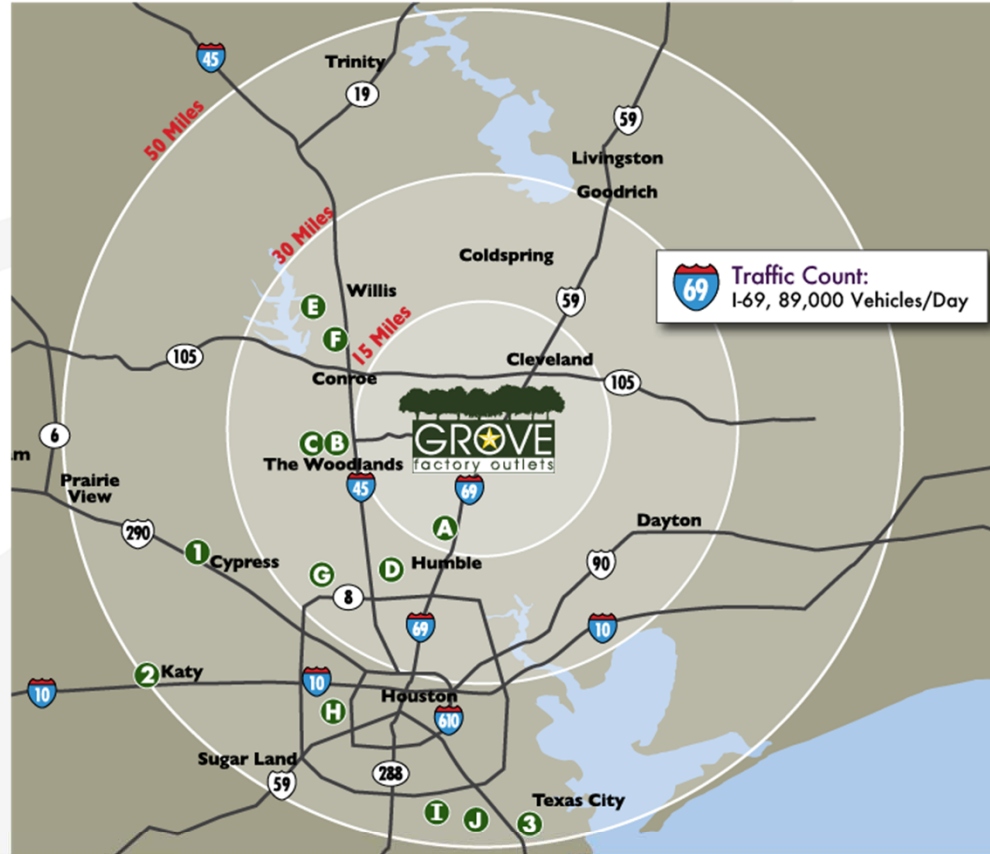 45
Trinity
19
59
50 Miles
Livingston
Goodrich
30 Miles
Coldspring
69
Traffic Count:
I-69, 89,000 Vehicles/Day
Willis
E
59
15 Miles
F
105
Cleveland
Conroe
105
GROVE
factory outlets
6
C
B
m
The Woodlands
45
69
Prairie
View
290
A
Dayton
1
Cypress
G
D
Humble
90
8
69
10
2
Katy
10
10
Houston
H
610
Sugar Land
59
288
Texas City
I
J
3